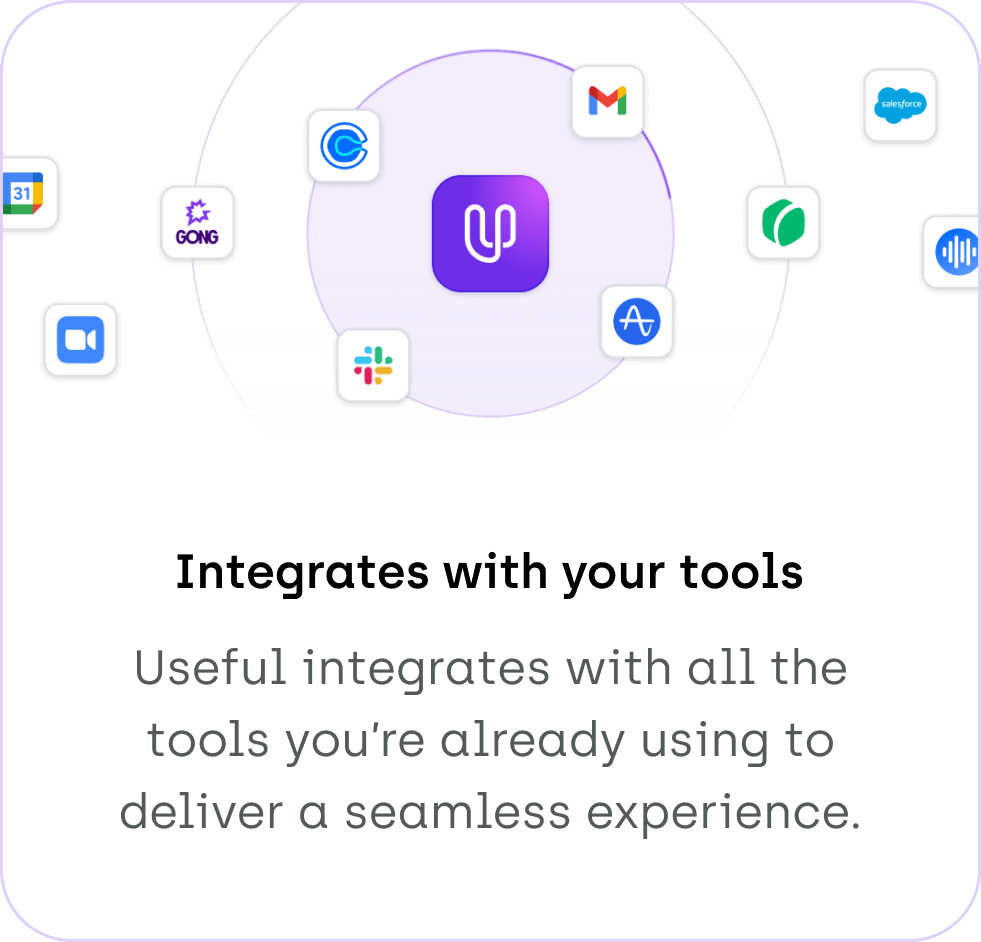 salesforce
31
GONG
Integrates with your tools
Useful integrates with all the
tools you’re already using to
deliver a seamless experience.